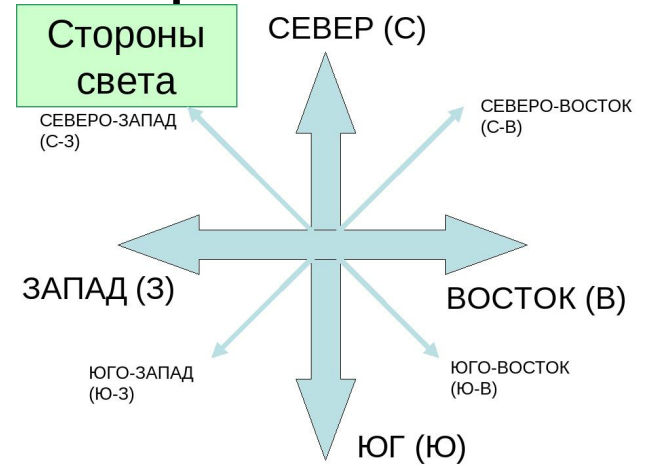 Стороны
света
СЕВЕР (С)
СЕВЕРО-ЗАПАД
(С-З)
СЕВЕРО-ВОСТОК
(С-В)
ЗАПАД (З)
ВОСТОК (В)
ЮГО-ЗАПАД
(Ю-З)
ЮГО-ВОСТОК
(Ю-В)
ЮГ (Ю)